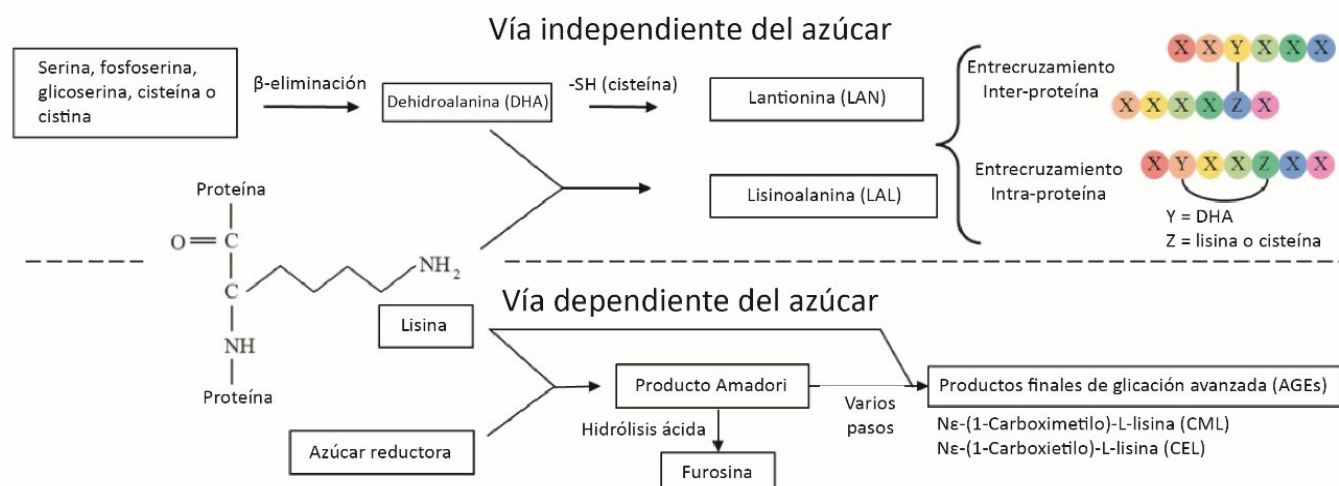 Vía independiente del azúcar
Serina, fosfoserina,
glicoserina, cisteína o
cistina
β-eliminación
Dehidroalanina (DHA)
-SH (cisteína)
Lantionina (LAN)
Lisinoalanina (LAL)
Entrecruzamiento
Inter-proteína
X X Y X X X
X X X X Z X
Entrecruzamiento
Intra-proteína
X Y X X Z X X
Y = DHA
Z = lisina o cisteína
Proteína
O = C
NH2
C
NH
Proteína
Lisina
Vía dependiente del azúcar
Azúcar reductora
Producto Amadori
Hidrólisis ácida
Furosina
Varios
pasos
Productos finales de glicación avanzada (AGEs)
Nε-(1-Carboximetilo)-L-lisina (CML)
Nε-(1-Carboxietilo)-L-lisina (CEL)